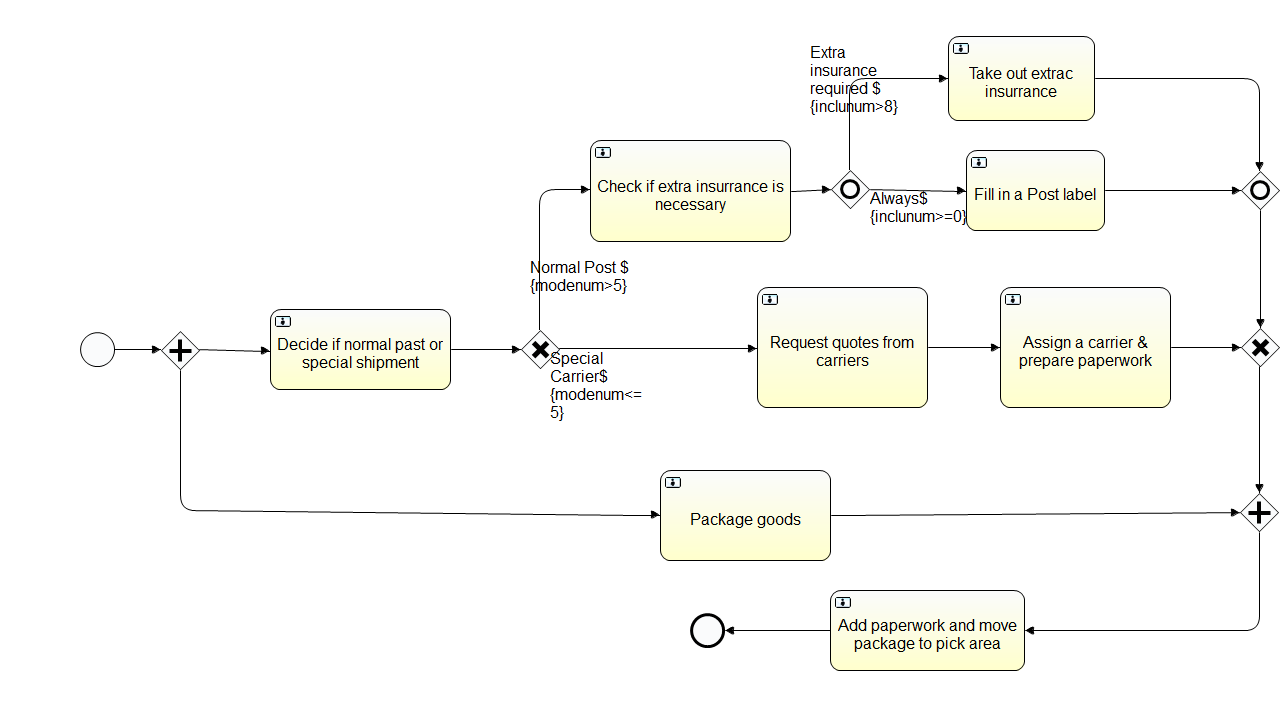 Extra
insurance
required $
{inclunum>8}
Take out extrac
insurrance
Check if extra insurrance is
necessary
Always$
{inclunum>=0}
Fill in a Post label
Normal Post $
{modenum>5}
Decide if normal past or
special shipment
Special
Carrier$
{modenum<=
5}
Request quotes from
carriers
Assign a carrier &
prepare paperwork
Package goods
Add paperwork and move
package to pick area